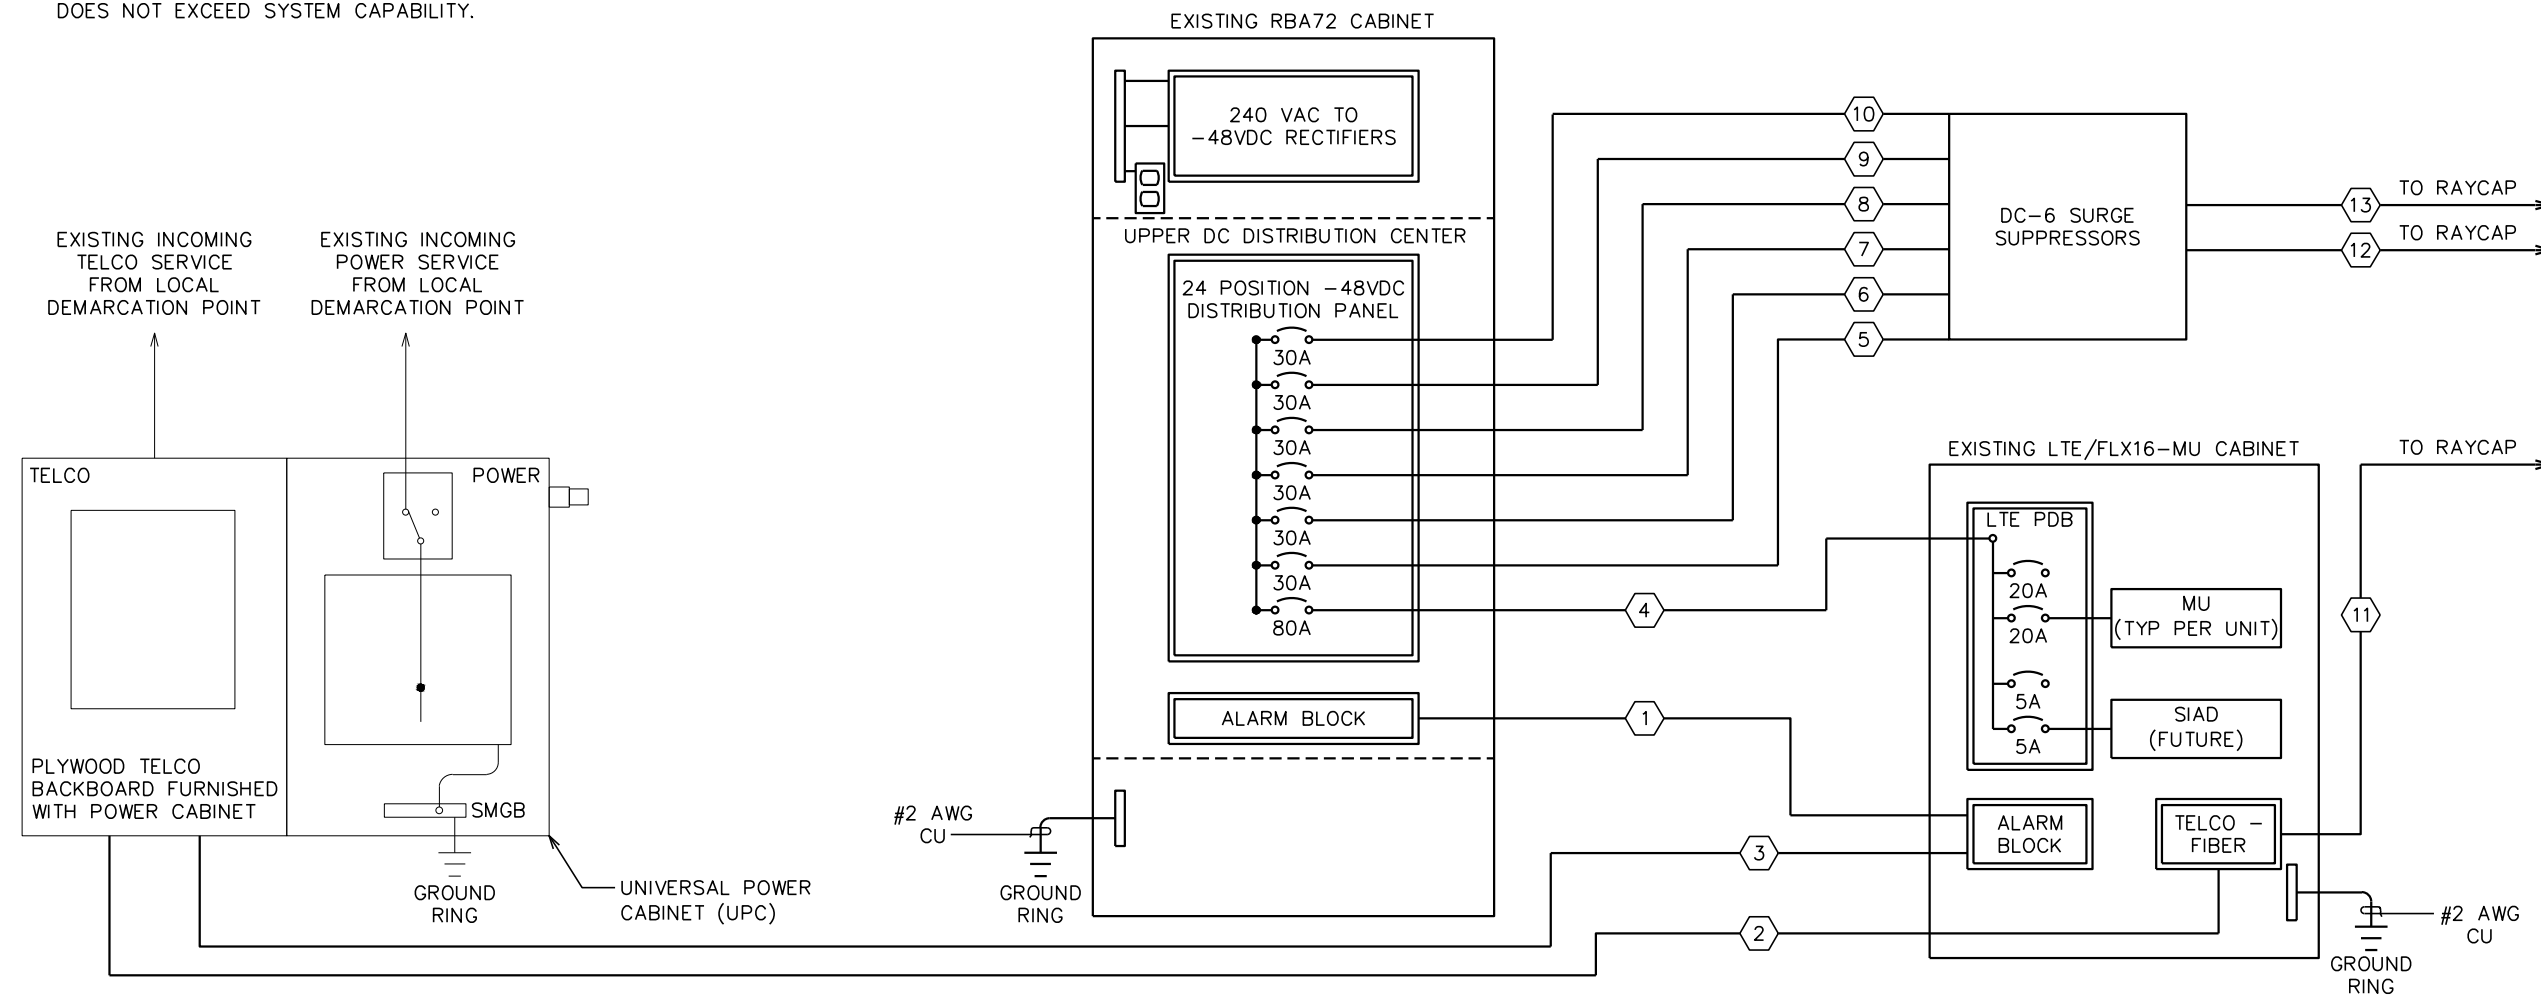 DOES NOT EXCEED SYSTEM CAPABILITY.
EXISTING RBA72 CABINET
240 VAC TO
-48VDC RECTIFIERS
UPPER DC DISTRIBUTION CENTER
24 POSITION -48VDC
DISTRIBUTION PANEL
30A
30A
30A
30A
30A
30A
80A
ALARM BLOCK
10
9
8
7
6
5
4
1
3
2
DC-6 SURGE
SUPPRESSORS
13
TO RAYCAP
12
TO RAYCAP
EXISTING INCOMING
TELCO SERVICE
FROM LOCAL
DEMARCATION POINT
EXISTING INCOMING
POWER SERVICE
FROM LOCAL
DEMARCATION POINT
TELCO
POWER
PLYWOOD TELCO
BACKBOARD FURNISHED
WITH POWER CABINET
SMGB
GROUND
RING
UNIVERSAL POWER
CABINET (UPC)
#2 AWG
CU
GROUND
RING
EXISTING LTE/FLX16-MU CABINET
TO RAYCAP
11
LTE PDB
20A
20A
5A
5A
MU
(TYP PER UNIT)
SIAD
(FUTURE)
ALARM
BLOCK
TELCO -
FIBER
#2 AWG
CU
GROUND
RING